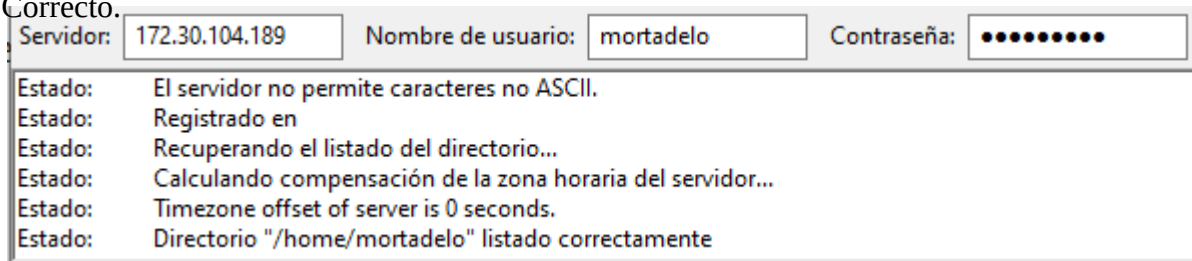 Correcto.
Servidor: 172.30.104.189 Nombre de usuario: mortadelo Contraseña: ●●●●●●●●●
Estado: El servidor no permite caracteres no ASCII.
Estado: Registrado en
Estado: Recuperando el listado del directorio...
Estado: Calculando compensación de la zona horaria del servidor...
Estado: Timezone offset of server is 0 seconds.
Estado: Directorio "/home/mortadelo" listado correctamente